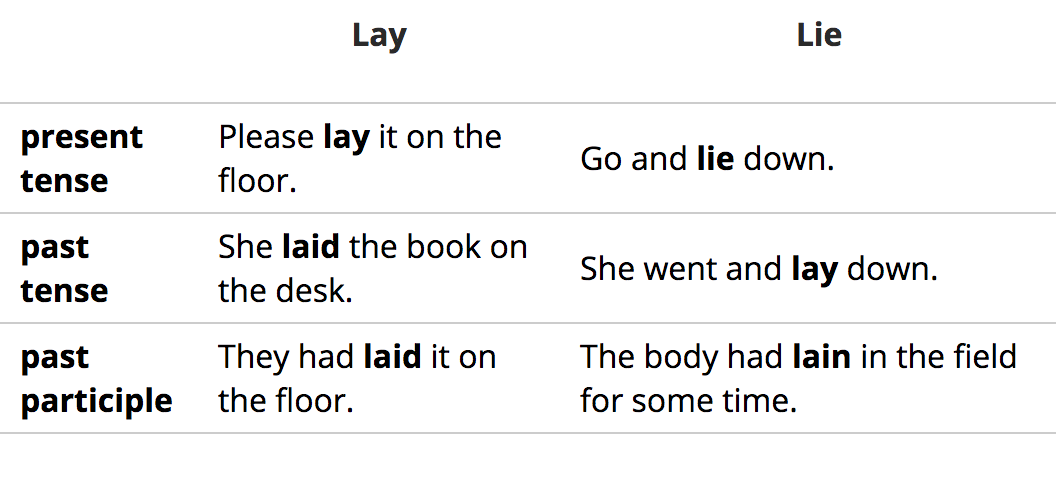 Lay Lie
present Please lay it on the
tense floor.
Go and lie down.
past She laid the book on
tense the desk.
She went and lay down.
past They had laid it on The body had lain in the field
participle the floor. for some time.